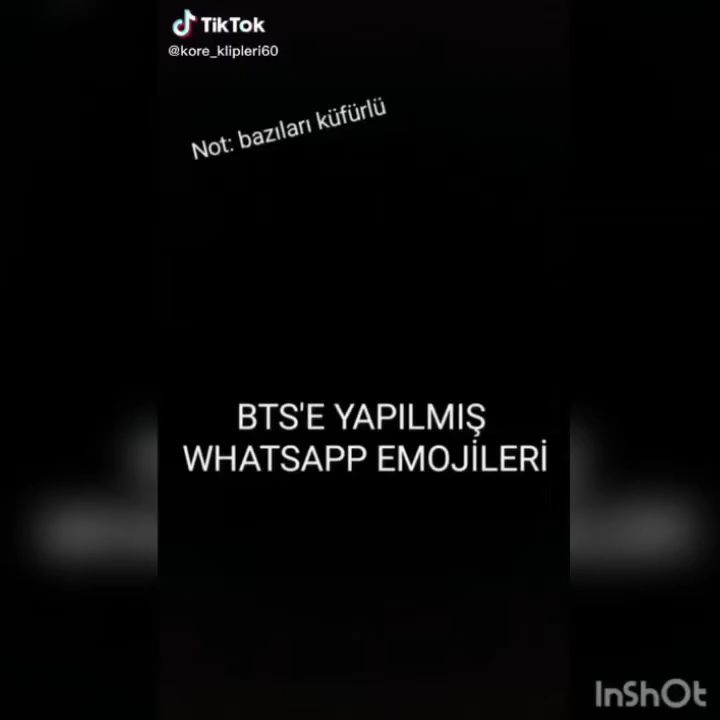 TikTok
@kore_klipleri60
Not: bazıları küfürlü
BTS'E YAPILMIŞ
WHATSAPP EMOJİLERİ
InShOt